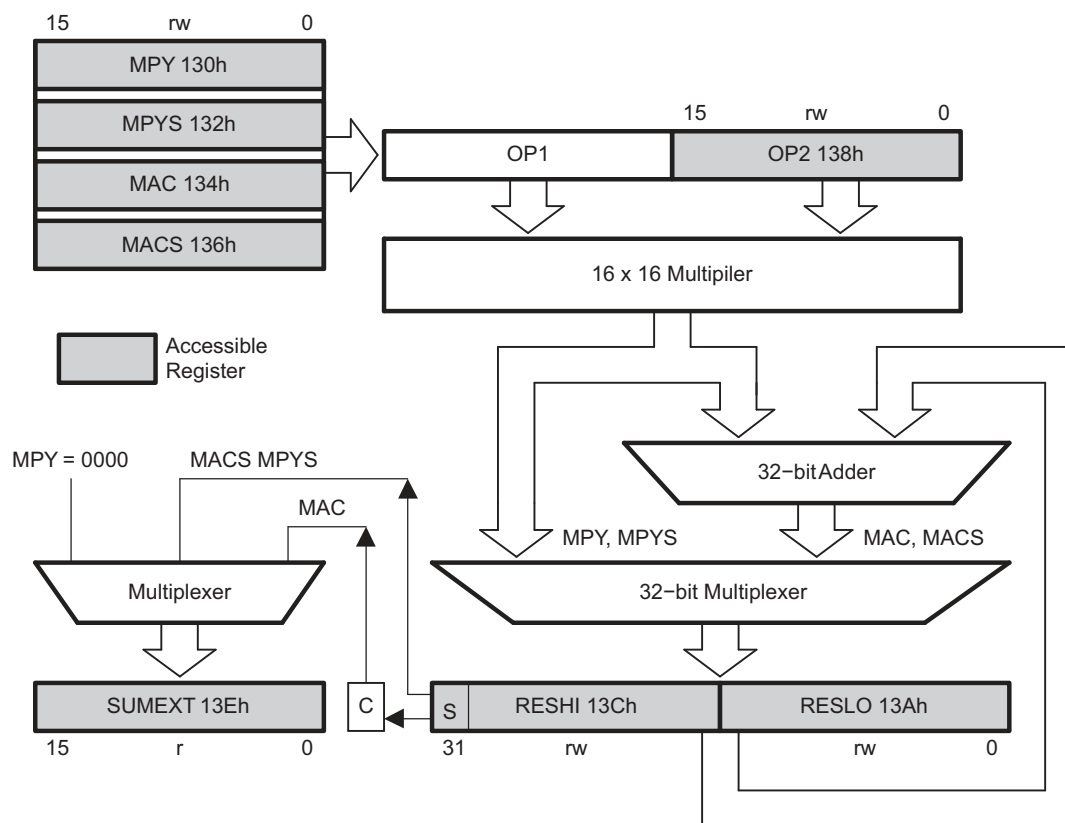 15 rw 0
MPY 130h
MPYS 132h
MAC 134h
MACS 136h
15 rw 0
OP1 OP2 138h
16 x 16 Multipiler
Accessible
Register
32−bit Adder
MPY = 0000 MACS MPYS
MAC
MPY, MPYS MAC, MACS
Multiplexer
32−bit Multiplexer
SUMEXT 13Eh
C
S RESHI 13Ch RESLO 13Ah
15 r 0
31 rw rw 0